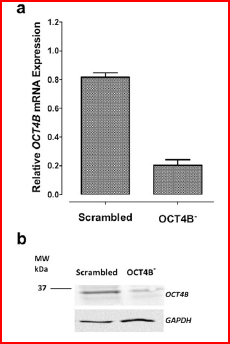 a
Relative OCT4B mRNA Expression
1.2
1.0
0.8
0.6
0.4
0.2
0.0
Scrambled OCT4B-
b
MW
kDa
Scrambled OCT4B-
37
OCT4B
GAPDH